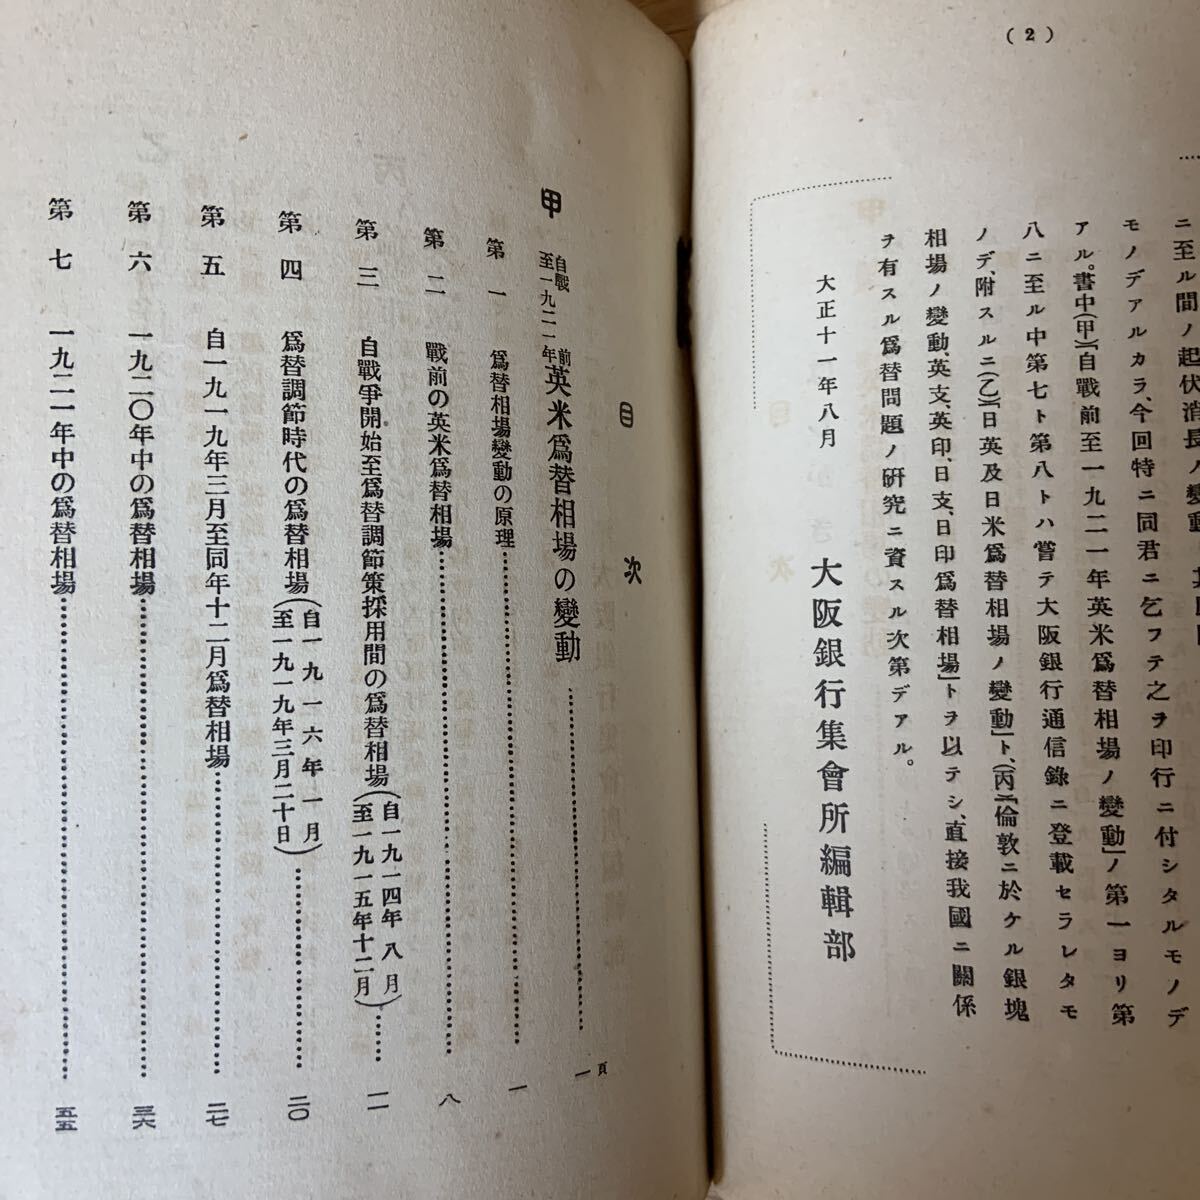 (2)
ニ至ル間ノ起伏消長ノ變動
モノデアルカラ、今回特ニ同君ニ乞フテ之ヲ印行ニ付シタルモノデ
アル。書中(甲)「自戰前至一九二一年英米爲替相場ノ變動」ノ第一ヨリ第
八ニ至ル中第七ト第八トハ嘗テ大阪銀行通信錄ニ登載セラレタモ
ノデ、附スルニ(乙)「日英及日米爲替相場ノ變動」ト、(丙)「倫敦ニ於ケル銀塊
相場ノ變動、英支、英印、日支、日印爲替相場」トヲ以テシ、直接我國ニ關係
ヲ有スル爲替問題ノ研究ニ資スル次第デアル。
大正十一年八月
大阪銀行集會所編輯部
目次
甲 自戰前至一九二一年英米爲替相場の變動……一頁
第一 爲替相場變動の原理……一
第二 戰前の英米爲替相場……八
第三 自戰爭開始至爲替調節策採用間の爲替相場(自一九一四年八月至一九一五年十二月)……一一
第四 爲替調節時代の爲替相場(自一九一六年一月至一九一九年三月二十日)……二〇
第五 自一九一九年三月至同年十二月爲替相場……二七
第六 一九二〇年中の爲替相場……三六
第七 一九二一年中の爲替相場……五五